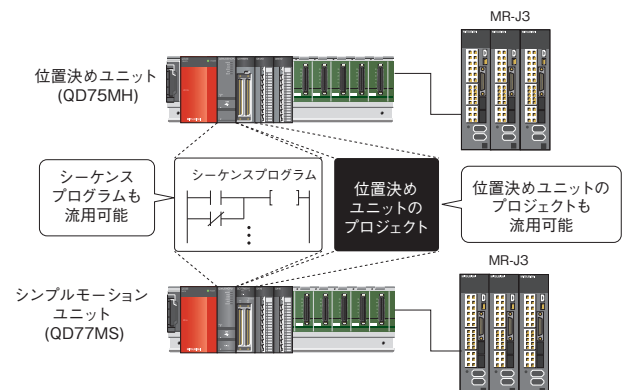 MR-J3
位置決めユニット
(QD75MH)
シーケンス
プログラムも
流用可能
シーケンスプログラム
位置決め
ユニットの
プロジェクト
位置決めユニットの
プロジェクトも
流用可能
MR-J3
シンプルモーション
ユニット
(QD77MS)